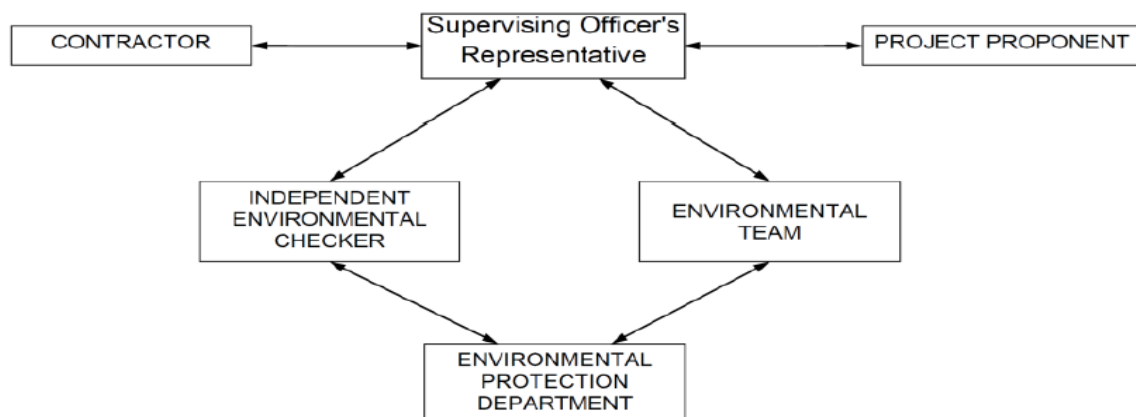 CONTRACTOR
Supervising Officer's
Representative
PROJECT PROPONENT
INDEPENDENT
ENVIRONMENTAL
CHECKER
ENVIRONMENTAL
TEAM
ENVIRONMENTAL
PROTECTION
DEPARTMENT